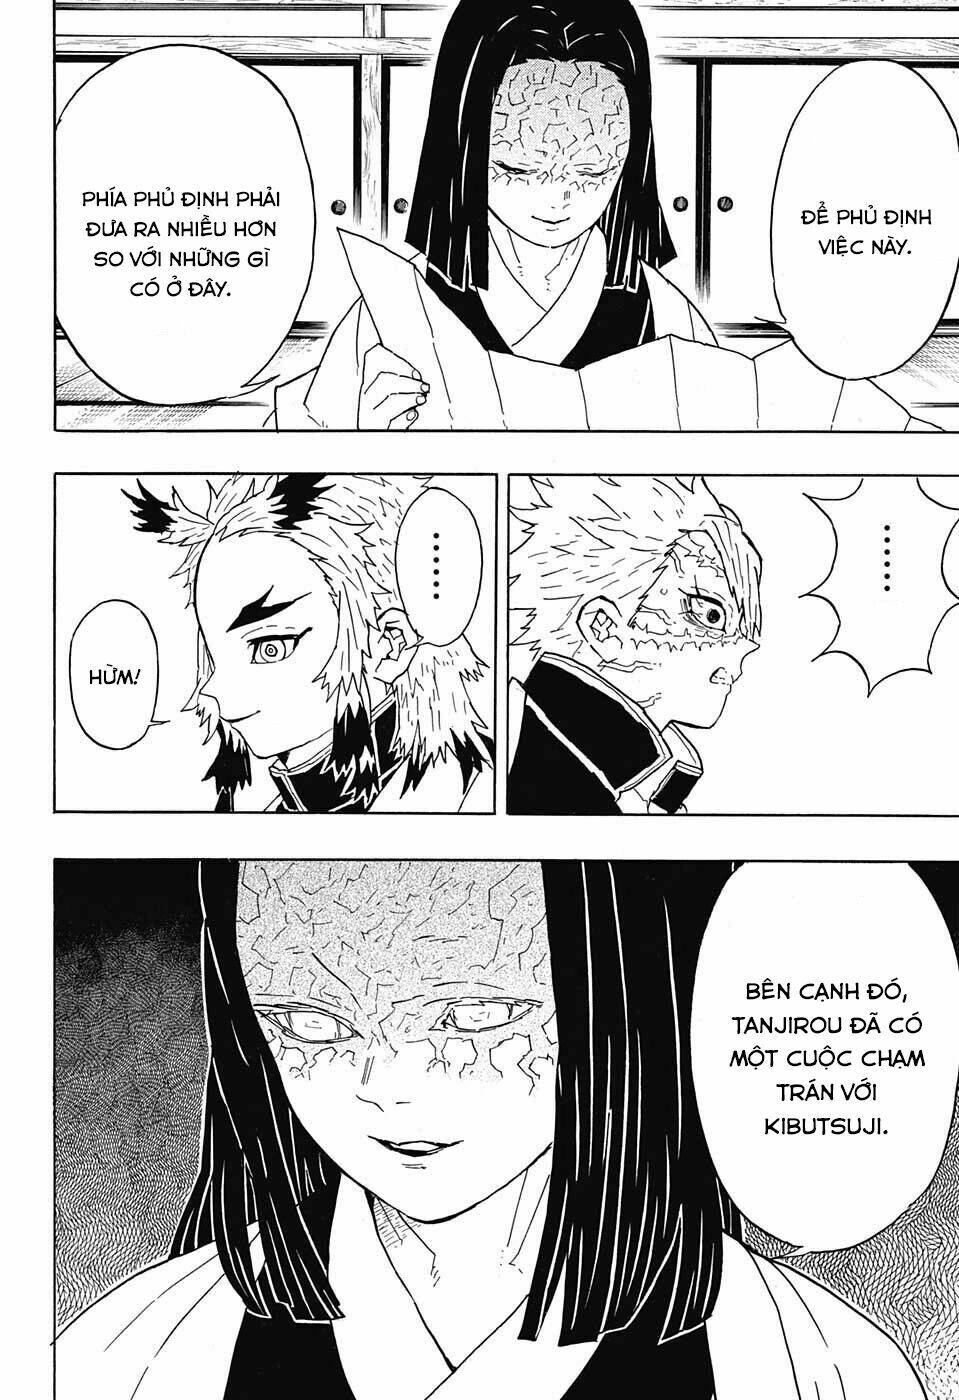 ĐỂ PHỦ ĐỊNH
VIỆC NÀY.
PHÍA PHỦ ĐỊNH PHẢI
ĐƯA RA NHIỀU HƠN
SO VỚI NHỮNG GÌ
CÓ Ở ĐÂY.
......
.....
HỪM!
BÊN CẠNH ĐÓ,
TANJIROU ĐÃ CÓ
MỘT CUỘC CHẠM
TRÁN VỚI
KIBUTSUJI.